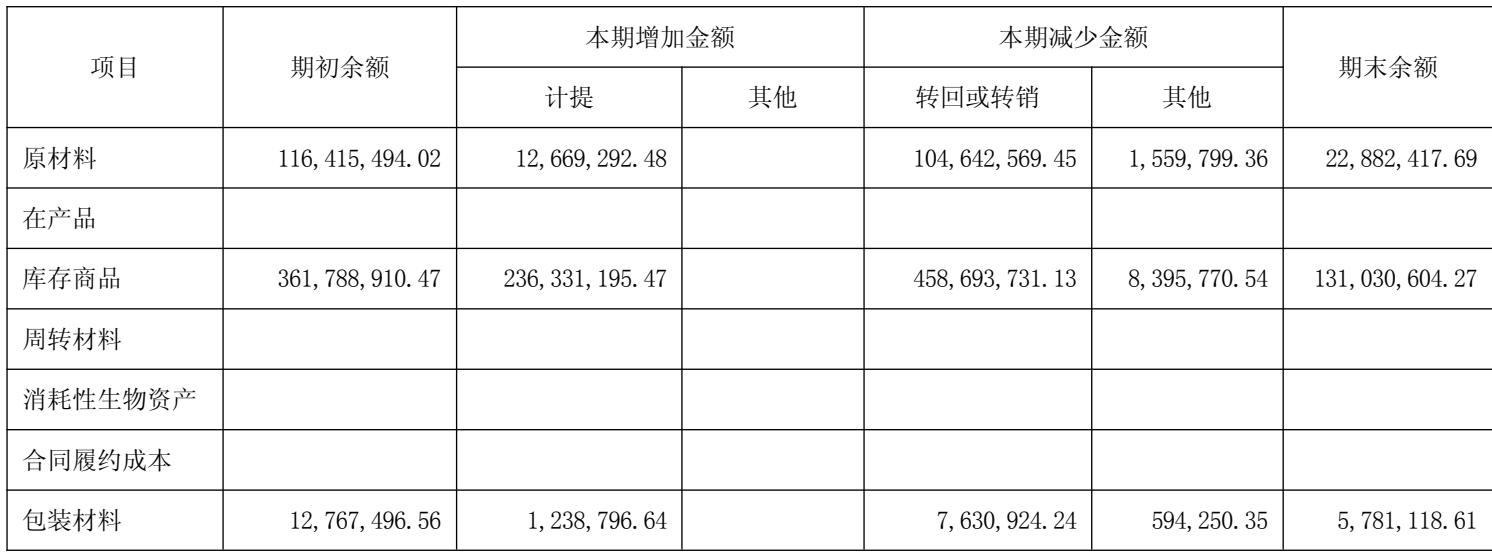 项目 期初余额 本期增加金额 本期减少金额 期末余额
计提 其他 转回或转销 其他
原材料 116,415,494.02 12,669,292.48 104,642,569.45 1,559,799.36 22,882,417.69
在产品
库存商品 361,788,910.47 236,331,195.47 458,693,731.13 8,395,770.54 131,030,604.27
周转材料
消耗性生物资产
合同履约成本
包装材料 12,767,496.56 1,238,796.64 7,630,924.24 594,250.35 5,781,118.61